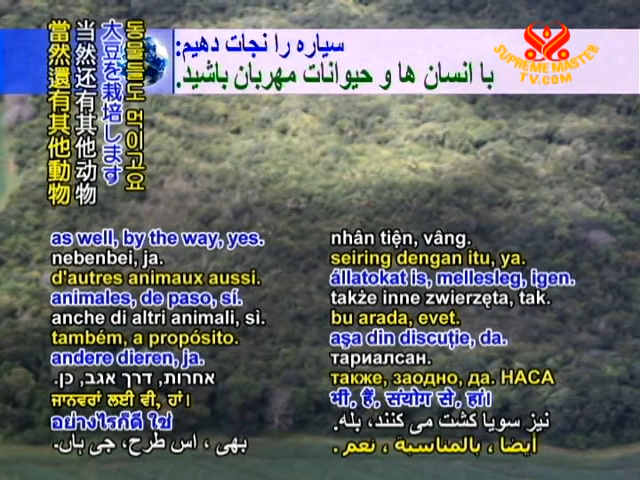 當然還有其他動物
当然还有其他动物
大豆を栽培します
동물들도 먹이고요
سیاره را نجات دهیم:
با انسان ها و حیوانات مهربان باشید.
SUPREME MASTER
TV.COM
as well, by the way, yes.
nebenbei, ja.
d'autres animaux aussi.
animales, de paso, sí.
anche di altri animali, sì.
também, a propósito.
andere dieren, ja.
אחרות, דרך אגב, כן.
ਜਾਨਵਰਾਂ ਲਈ ਵੀ, ਹਾਂ।
อย่างไรก็ดี ใช่
بھی ، اس طرح، جی ہاں.
nhân tiện, vâng.
seiring dengan itu, ya.
állatokat is, mellesleg, igen.
także inne zwierzęta, tak.
bu arada, evet.
aşa din discuţie, da.
тариалсан.
также, заодно, да. НАСА
भी, हैं, संयोग से, हां।
نیز سویا کشت می کنند، بله.
أيضا ، بالمناسبة ، نعم .